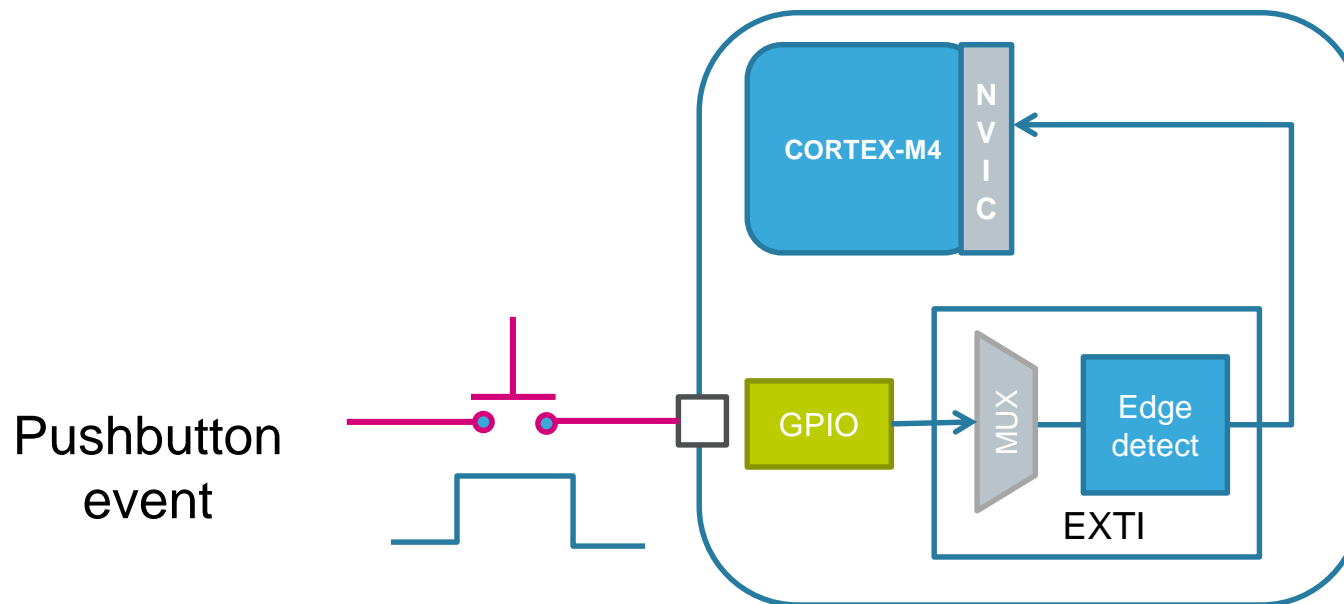 N
V
I
C
CORTEX-M4
Pushbutton
event
GPIO
MUX
Edge
detect
EXTI